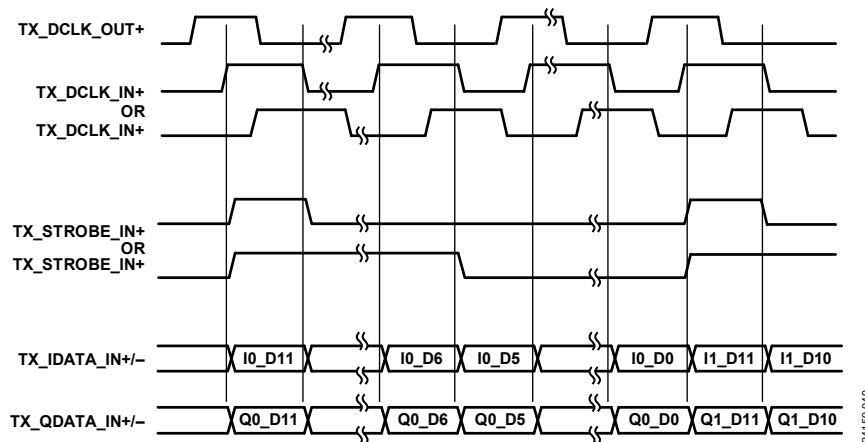 TX_DCLK_OUT+
TX_DCLK_IN+
OR
TX_DCLK_IN+
TX_STROBE_IN+
OR
TX_STROBE_IN+
TX_IDATA_IN+/–
I0_D11
I0_D6
I0_D5
I0_D0
I1_D11
I1_D10
TX_QDATA_IN+/–
Q0_D11
Q0_D6
Q0_D5
Q0_D0
Q1_D11
Q1_D10